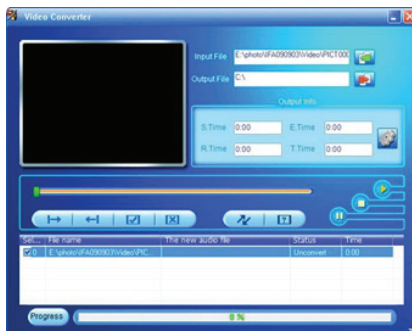 Video Converter
Input File E:\photo\IFA090903\Video\PICT000
Output File C:\
Output Info
S.Time 0:00 E.Time 0:00
R.Time 0:00 T.Time 0:00
Sel... File name The new audio file Status Time
0 E:\photo\IFA090903\Video\PIC... Unconvert 0:00
Progress 0 %